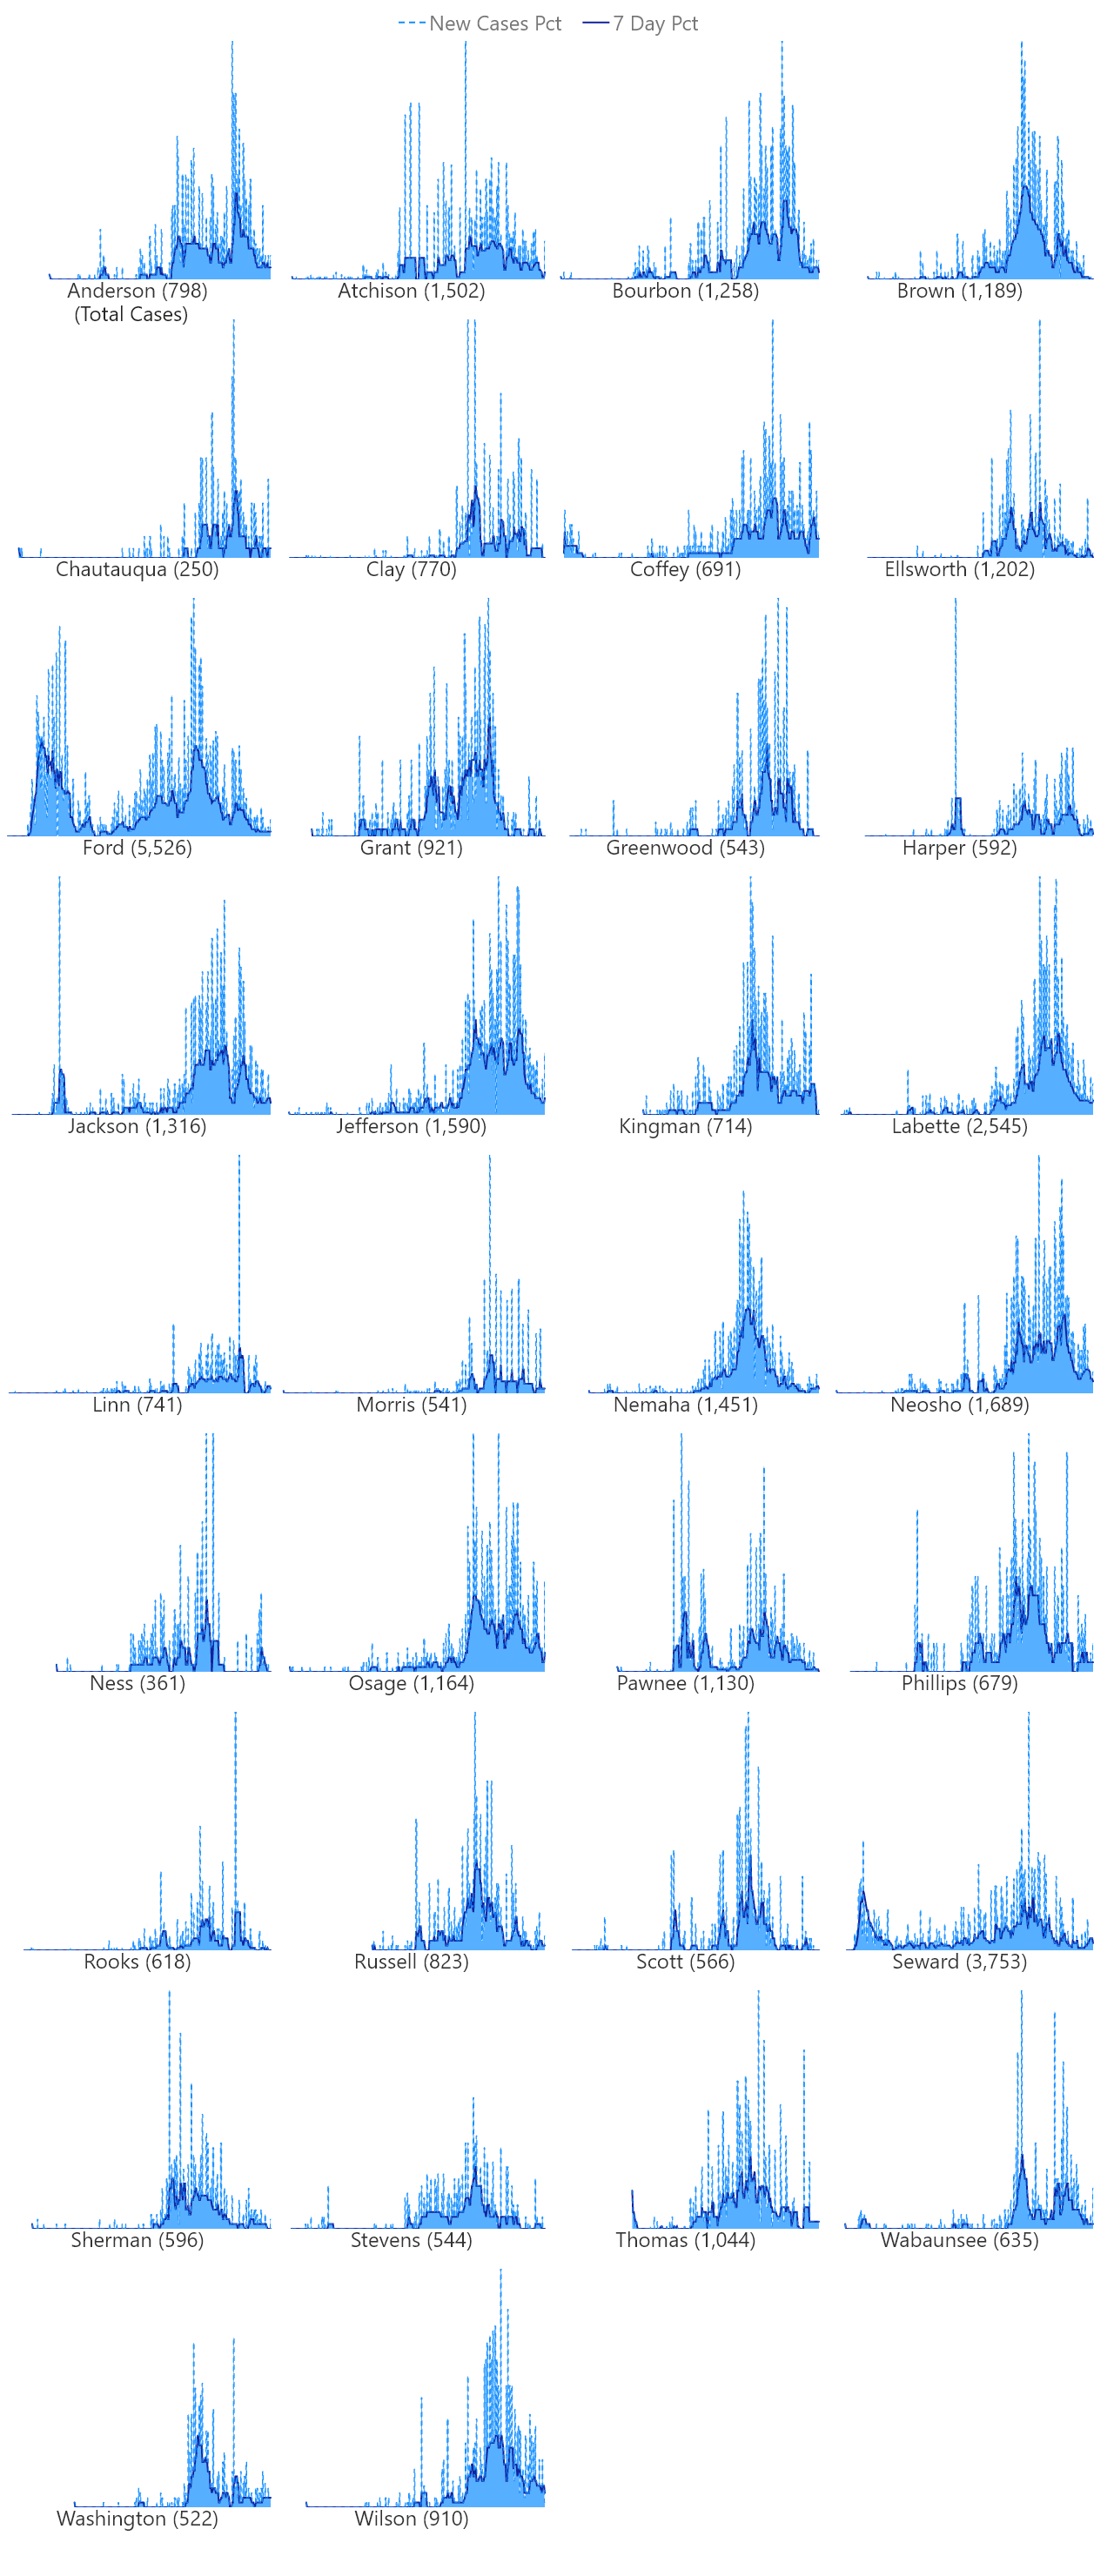 New Cases Pct 7 Day Pct
Anderson (798) Atchison (1,502) Bourbon (1,258) Brown (1,189)
(Total Cases)
Chautauqua (250) Clay (770) Coffey (691) Ellsworth (1,202)
Ford (5,526) Grant (921) Greenwood (543) Harper (592)
Jackson (1,316) Jefferson (1,590) Kingman (714) Labette (2,545)
Linn (741) Morris (541) Nemaha (1,451) Neosho (1,689)
Ness (361) Osage (1,164) Pawnee (1,130) Phillips (679)
Rooks (618) Russell (823) Scott (566) Seward (3,753)
Sherman (596) Stevens (544) Thomas (1,044) Wabaunsee (635)
Washington (522) Wilson (910)